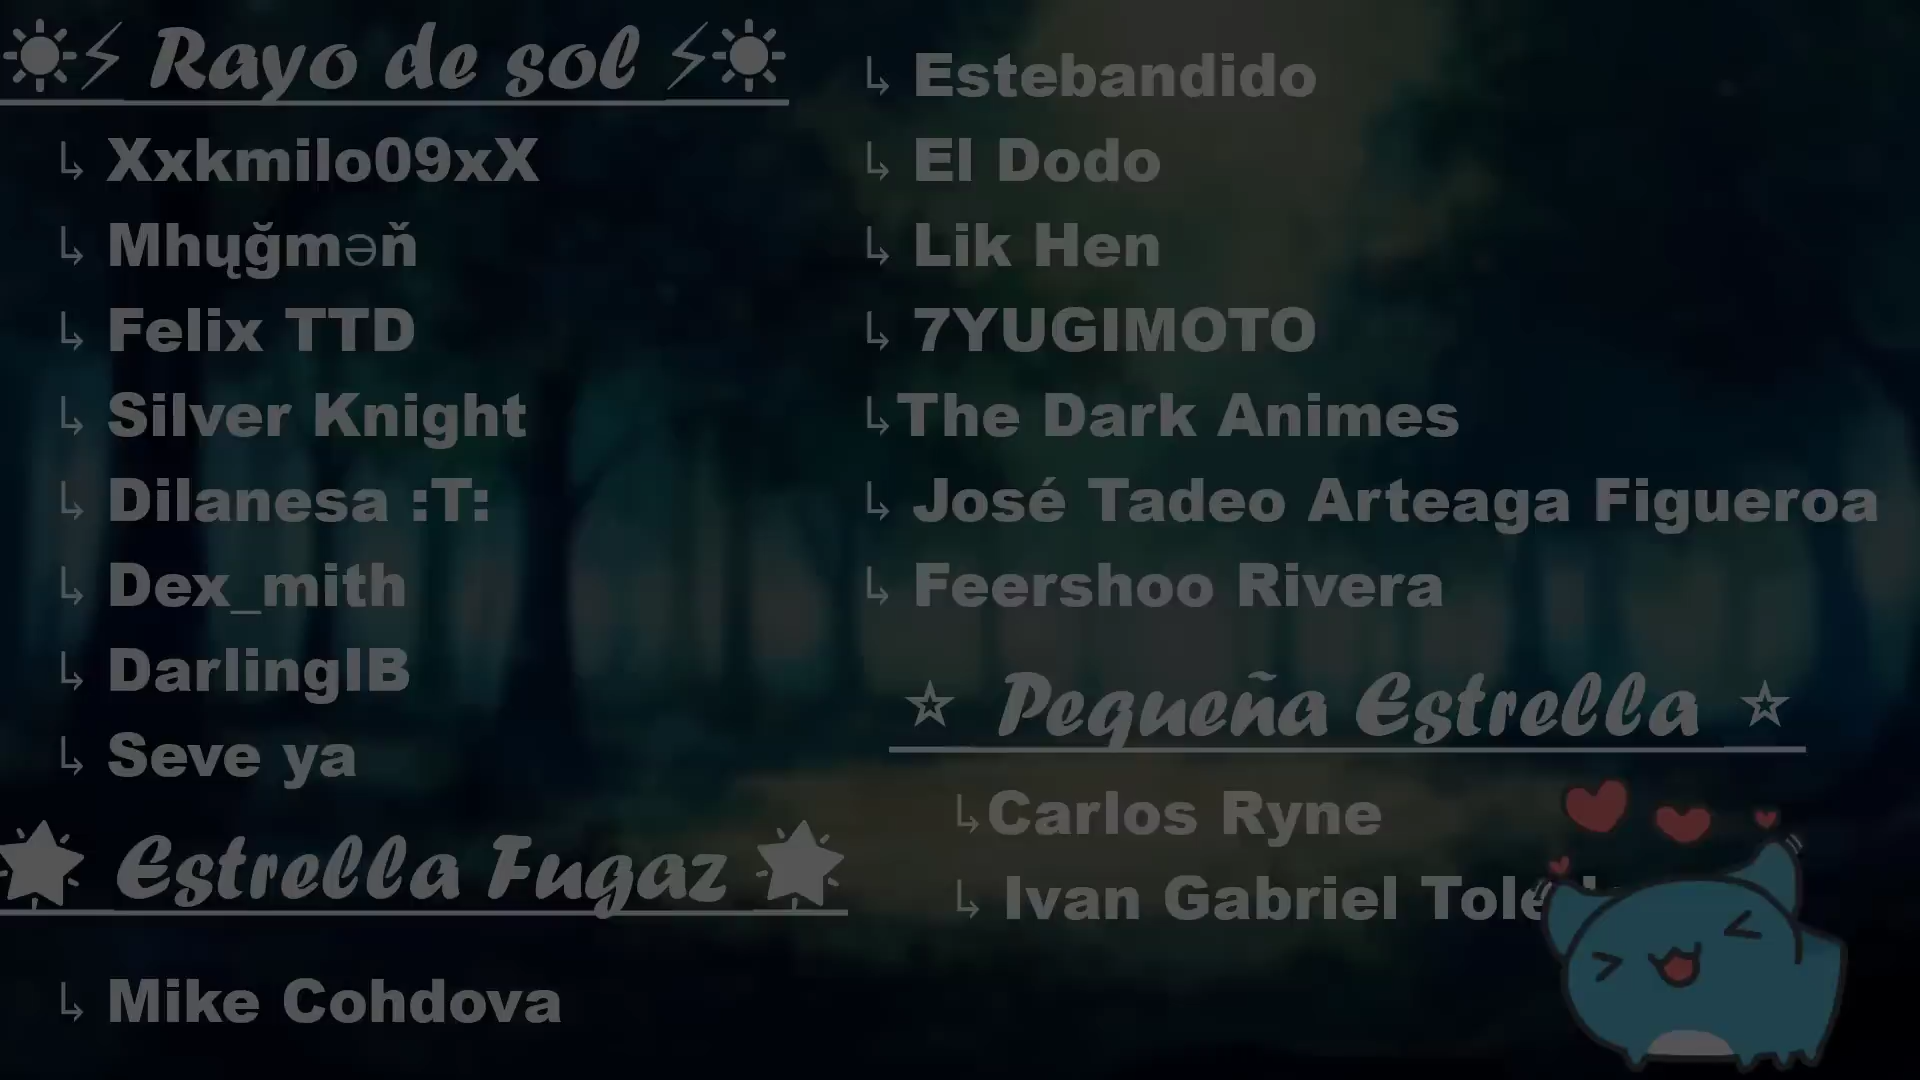 ☀⚡ Rayo de sol ⚡☀
↳ Xxkmilo09xX
↳ Mhųğməň
↳ Felix TTD
↳ Silver Knight
↳ Dilanesa :T:
↳ Dex_mith
↳ DarlingIB
↳ Seve ya
🌟 Estrella Fugaz 🌟
↳ Mike Cohdova
↳ Estebandido
↳ El Dodo
↳ Lik Hen
↳ 7YUGIMOTO
↳The Dark Animes
↳ José Tadeo Arteaga Figueroa
↳ Feershoo Rivera
☆ Pequeña Estrella ☆
↳Carlos Ryne
↳ Ivan Gabriel